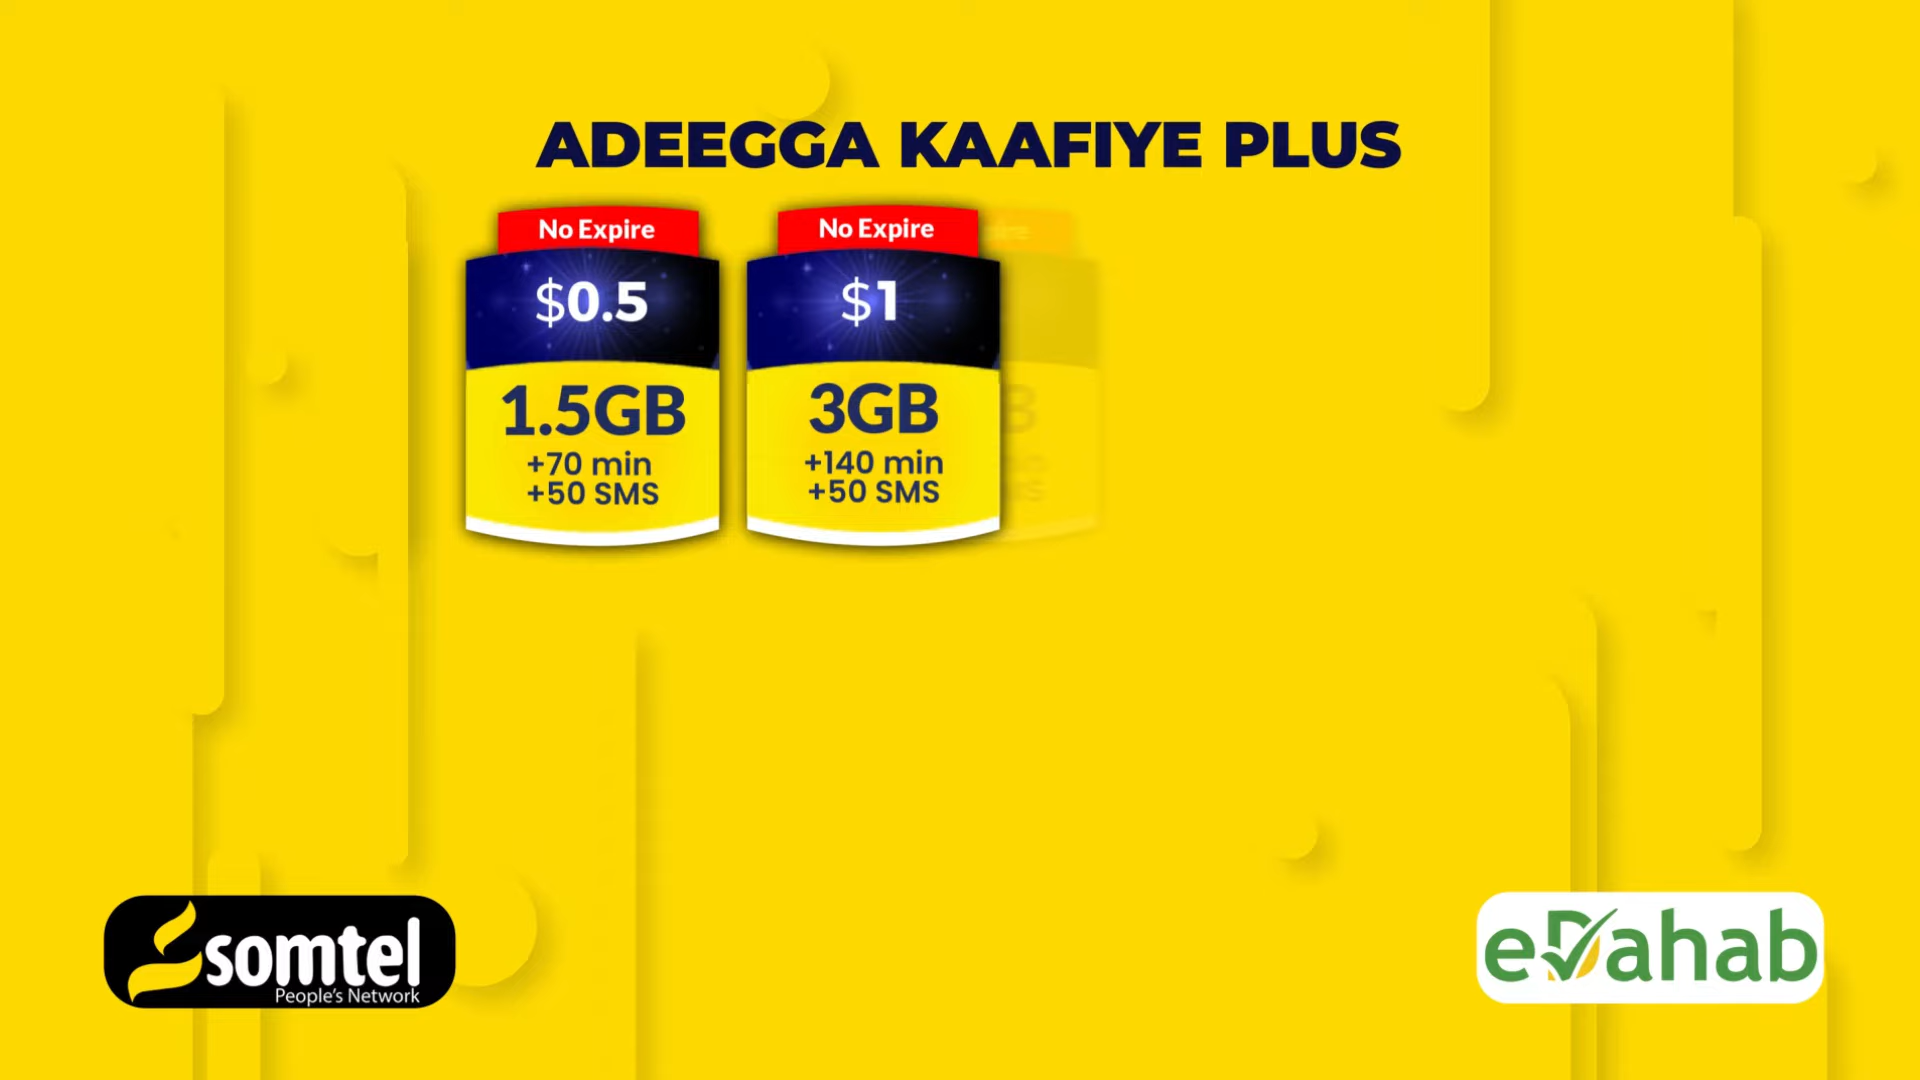 ADEEGGA KAAFIYE PLUS
No Expire
$0.5
1.5GB
+70 min
+50 SMS
No Expire
$1
3GB
+140 min
+50 SMS
somtel
People's Network
eDahab